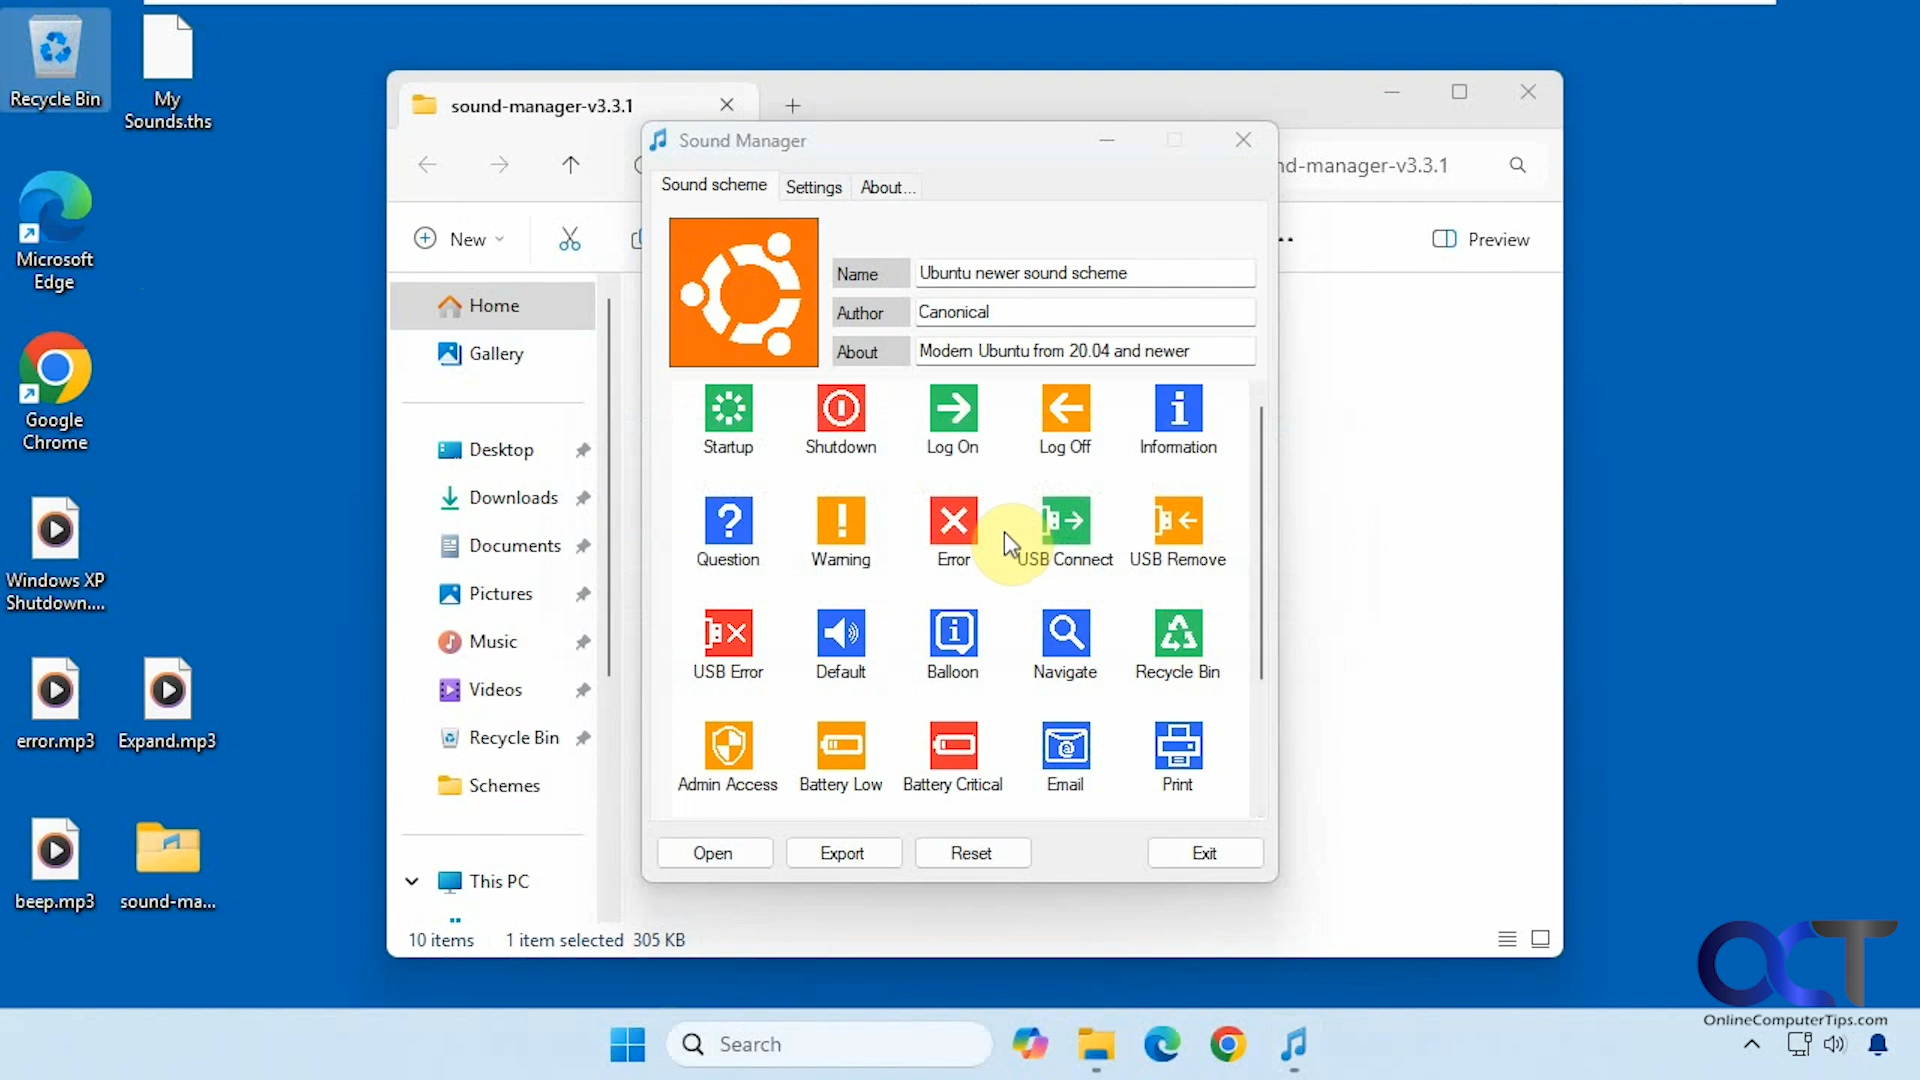 Recycle Bin
My
Sounds.ths
Microsoft
Edge
Google
Chrome
Windows XP
Shutdown....
error.mp3
Expand.mp3
beep.mp3
sound-ma...
sound-manager-v3.3.1
nd-manager-v3.3.1
New
Preview
Home
Gallery
Desktop
Downloads
Documents
Pictures
Music
Videos
Recycle Bin
Schemes
This PC
10 items
1 item selected 305 KB
Sound Manager
Sound scheme
Settings
About...
Name
Ubuntu newer sound scheme
Author
Canonical
About
Modern Ubuntu from 20.04 and newer
Startup
Shutdown
Log On
Log Off
Information
Question
Warning
Error
USB Connect
USB Remove
USB Error
Default
Balloon
Navigate
Recycle Bin
Admin Access
Battery Low
Battery Critical
Email
Print
Open
Export
Reset
Exit
OCT
OnlineComputerTips.com
Search